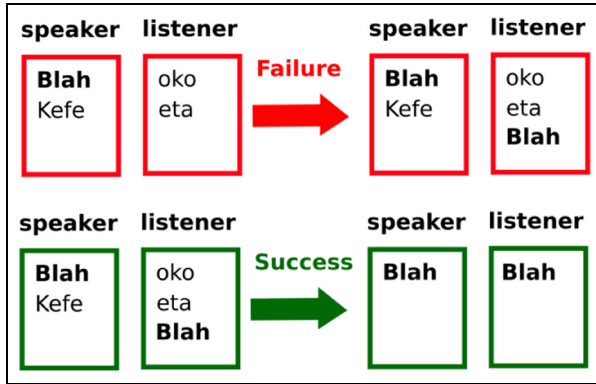 speaker listener
Blah
Kefe
oko
eta
Failure
speaker listener
Blah
Kefe
oko
eta
Blah
speaker listener
Blah
Kefe
oko
eta
Blah
Success
speaker listener
Blah
Blah